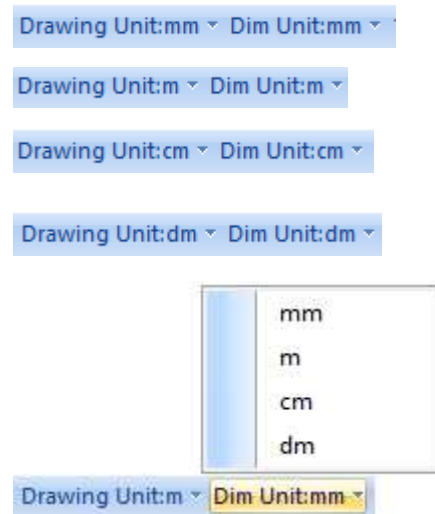 Drawing Unit:mm Dim Unit:mm
Drawing Unit:m Dim Unit:m
Drawing Unit:cm Dim Unit:cm
Drawing Unit:dm Dim Unit:dm
mm
m
cm
dm
Drawing Unit:m Dim Unit:mm